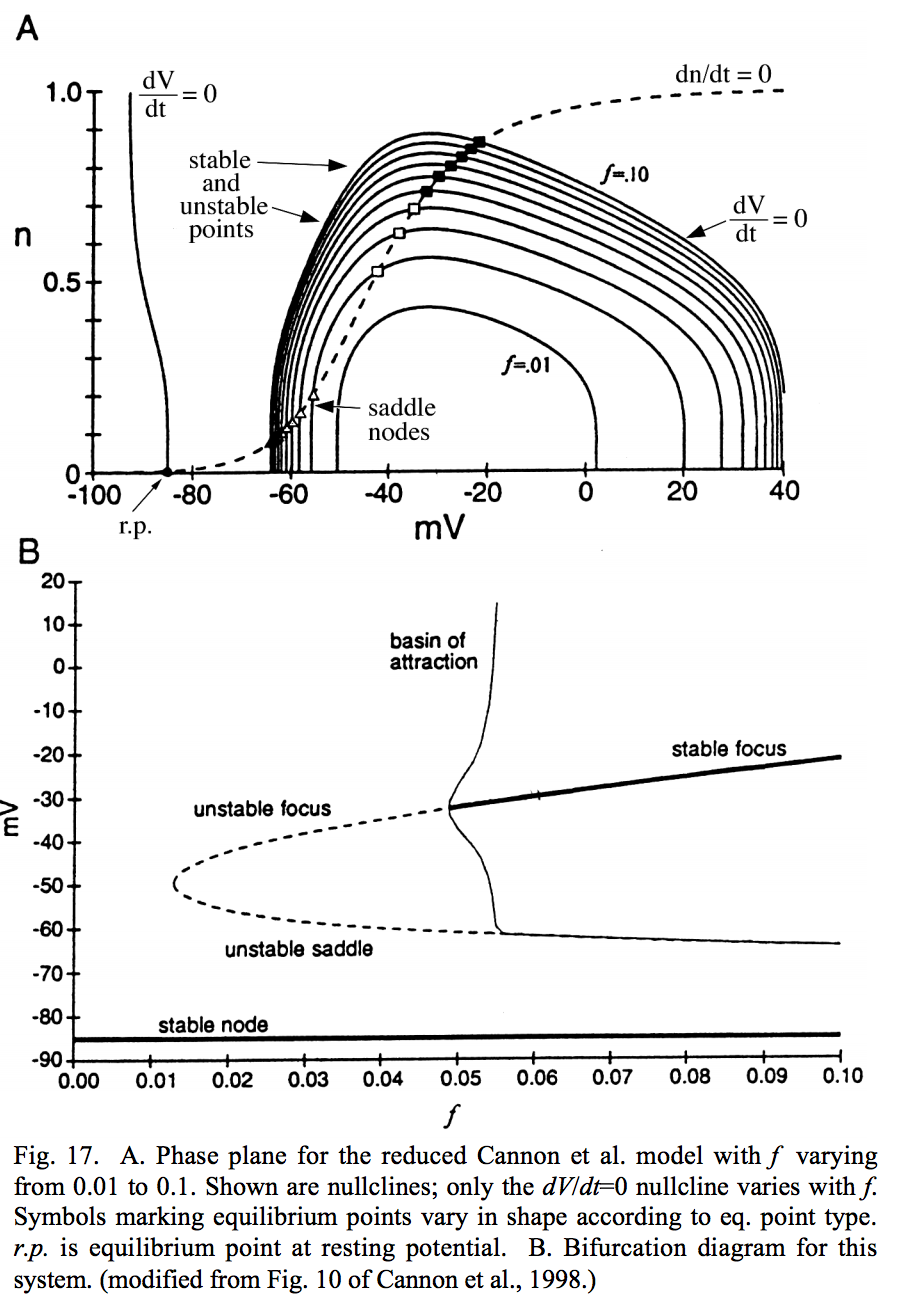 A
dV
dt
= 0
dn/dt = 0
1.0
stable
and
unstable
points
f=.10
dV
dt
= 0
n
0.5
f=.01
saddle
nodes
0
-100
-80
-60
-40
-20
0
20
40
r.p.
mV
B
20
10
0
-10
-20
-30
-40
-50
-60
-70
-80
-90
mV
basin of
attraction
stable focus
unstable focus
unstable saddle
stable node
0.00
0.01
0.02
0.03
0.04
0.05
0.06
0.07
0.08
0.09
0.10
f
Fig. 17. A. Phase plane for the reduced Cannon et al. model with f varying
from 0.01 to 0.1. Shown are nullclines; only the dV/dt=0 nullcline varies with f.
Symbols marking equilibrium points vary in shape according to eq. point type.
r.p. is equilibrium point at resting potential. B. Bifurcation diagram for this
system. (modified from Fig. 10 of Cannon et al., 1998.)